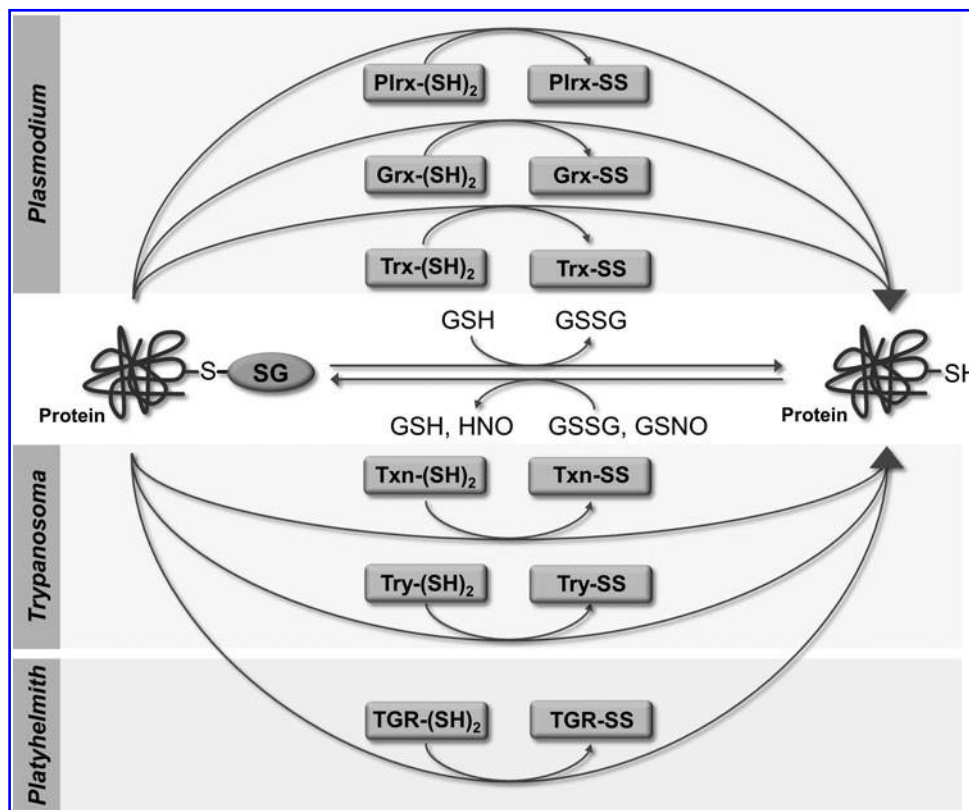 Plasmodium
Plrx-(SH)2 Plrx-SS
Grx-(SH)2 Grx-SS
Trx-(SH)2 Trx-SS
GSH GSSG
S SG SH
Protein Protein
GSH, HNO GSSG, GSNO
Trypanosoma
Txn-(SH)2 Txn-SS
Try-(SH)2 Try-SS
Platyhelmith
TGR-(SH)2 TGR-SS